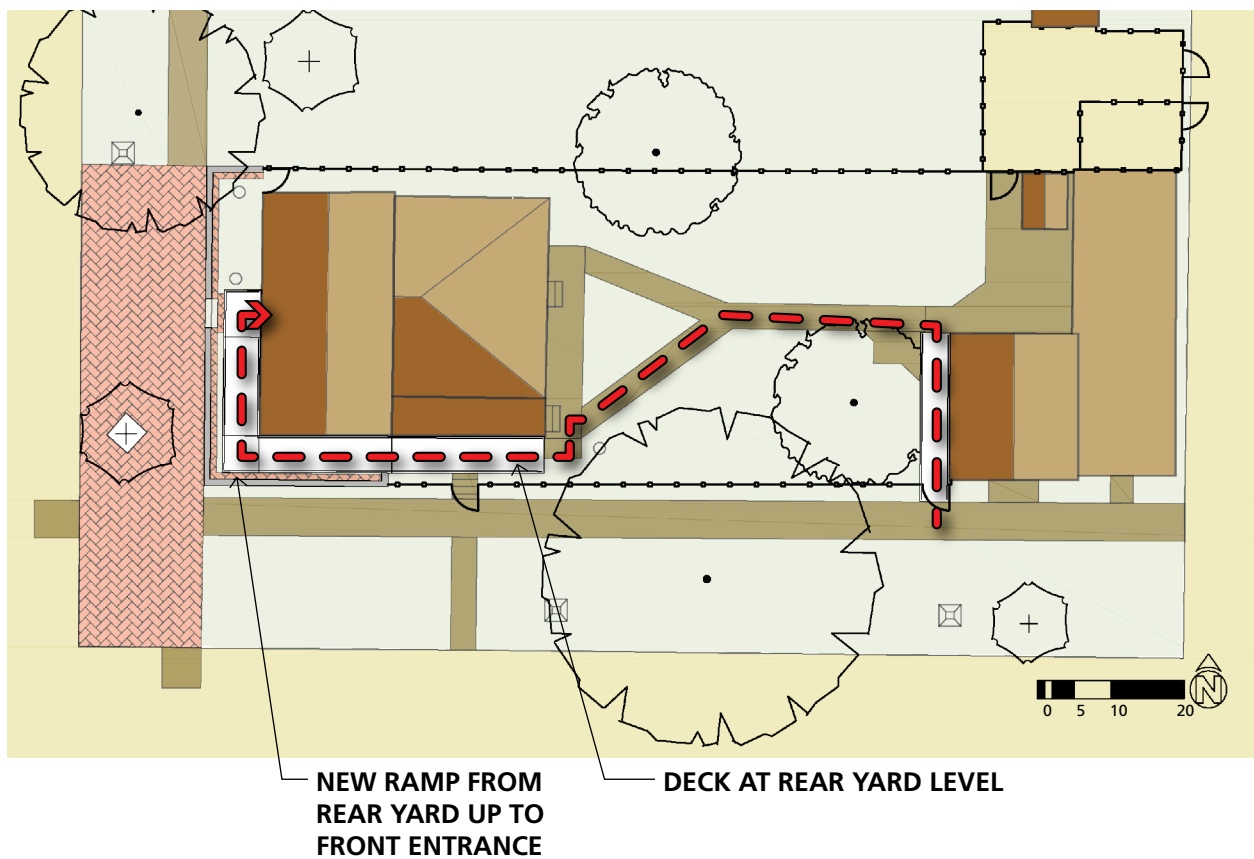 N
0 5 10 20
NEW RAMP FROM
REAR YARD UP TO
FRONT ENTRANCE
DECK AT REAR YARD LEVEL